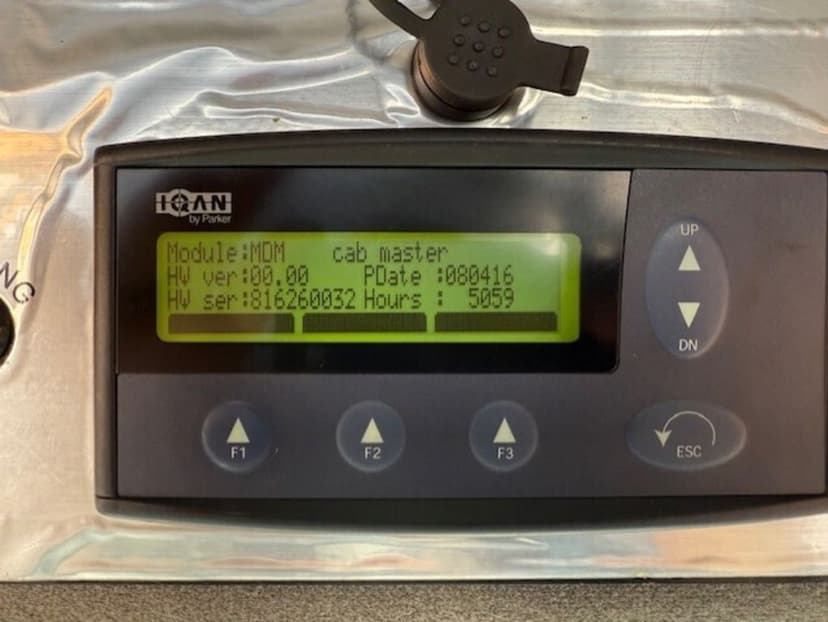 IQAN
by Parker
Module:MDM cab master
HW ver:00.00 PDate :080416
HW ser:816260032 Hours : 5059
UP
DN
F1
F2
F3
ESC
NG